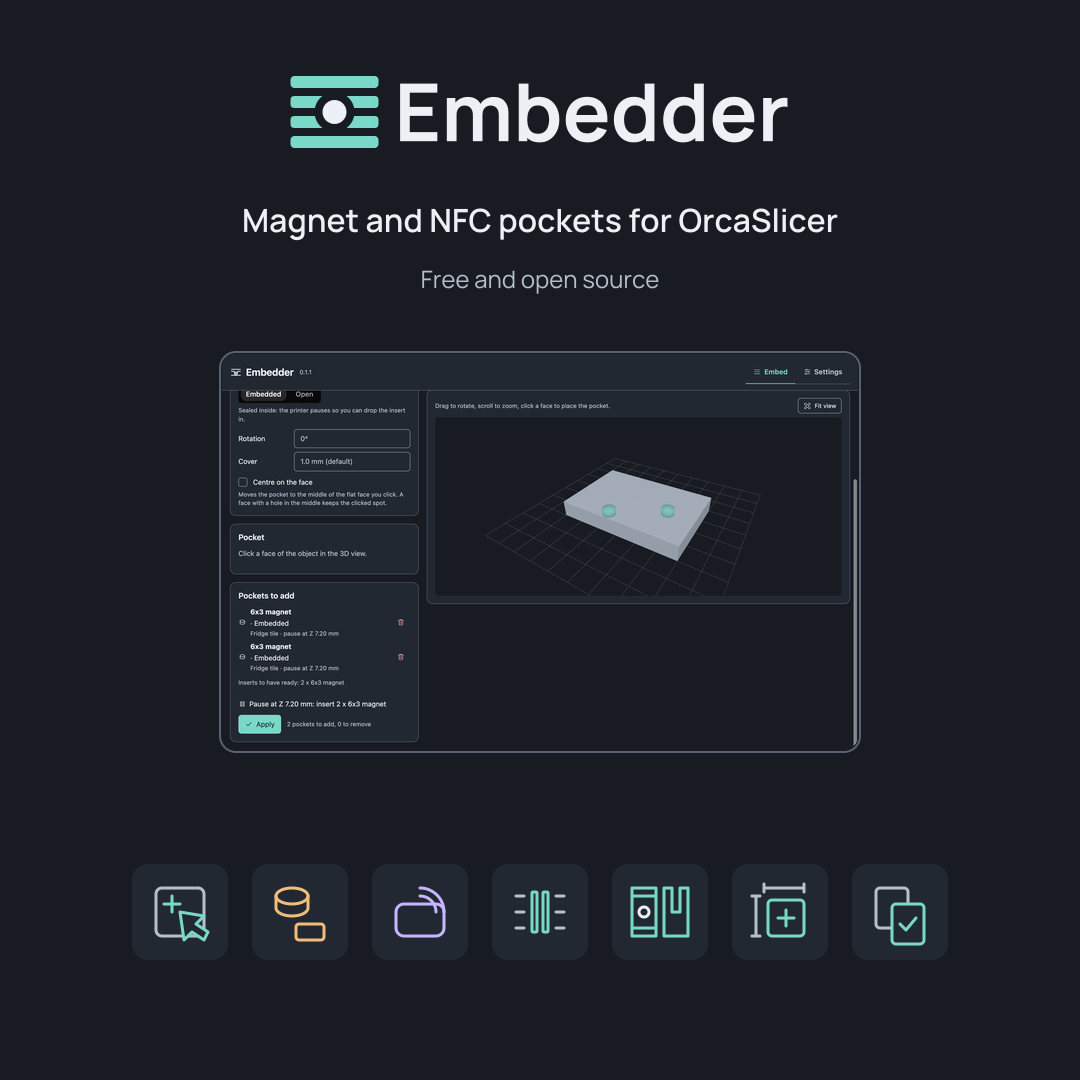 Embedder
Magnet and NFC pockets for OrcaSlicer
Free and open source
Embedder 0.1.1
Embed Settings
Embedded Open
Sealed inside: the printer pauses so you can drop the insert
in.
Rotation 0°
Cover 1.0 mm (default)
Centre on the face
Moves the pocket to the middle of the flat face you click. A
face with a hole in the middle keeps the clicked spot.
Pocket
Click a face of the object in the 3D view.
Pockets to add
6x3 magnet
· Embedded
Fridge tile · pause at Z 7.20 mm
6x3 magnet
· Embedded
Fridge tile · pause at Z 7.20 mm
Inserts to have ready: 2 x 6x3 magnet
Pause at Z 7.20 mm: insert 2 x 6x3 magnet
Apply 2 pockets to add, 0 to remove
Drag to rotate, scroll to zoom, click a face to place the pocket.
Fit view